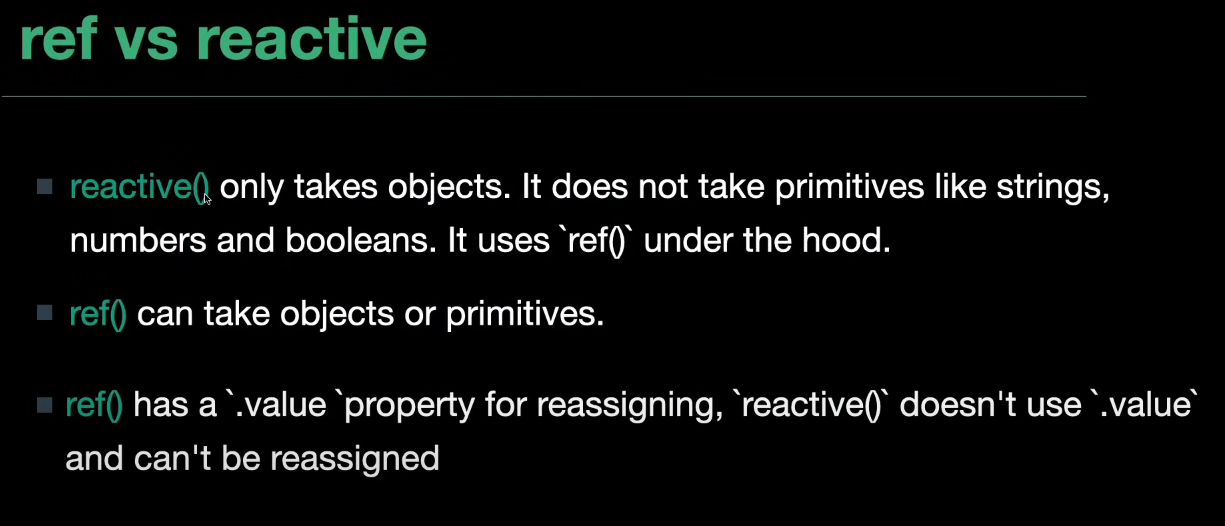 ref vs reactive
reactive() only takes objects. It does not take primitives like strings,
numbers and booleans. It uses `ref()` under the hood.
ref() can take objects or primitives.
ref() has a `.value `property for reassigning, `reactive()` doesn't use `.value`
and can't be reassigned